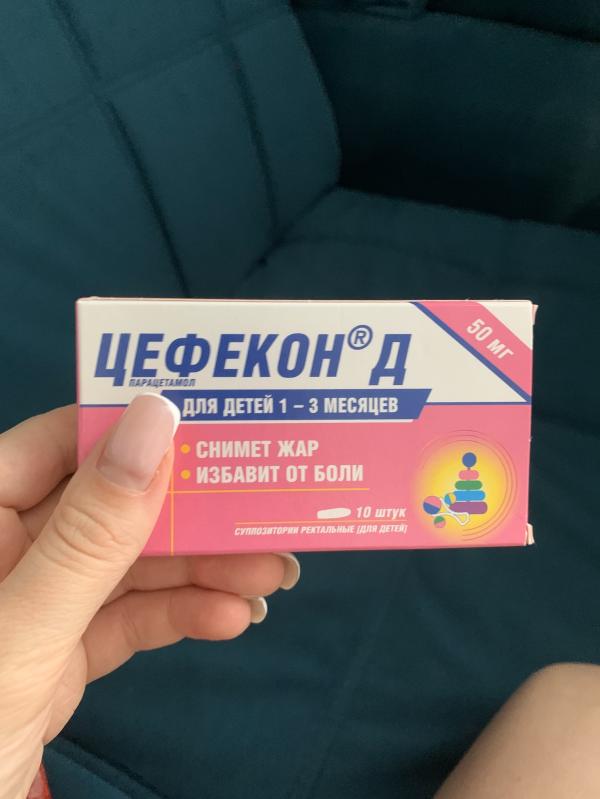 ЦЕФЕКОН® Д
ПАРАЦЕТАМОЛ
50 МГ
ДЛЯ ДЕТЕЙ 1 – 3 МЕСЯЦЕВ
• СНИМЕТ ЖАР
• ИЗБАВИТ ОТ БОЛИ
10 штук
СУППОЗИТОРИИ РЕКТАЛЬНЫЕ [ДЛЯ ДЕТЕЙ]